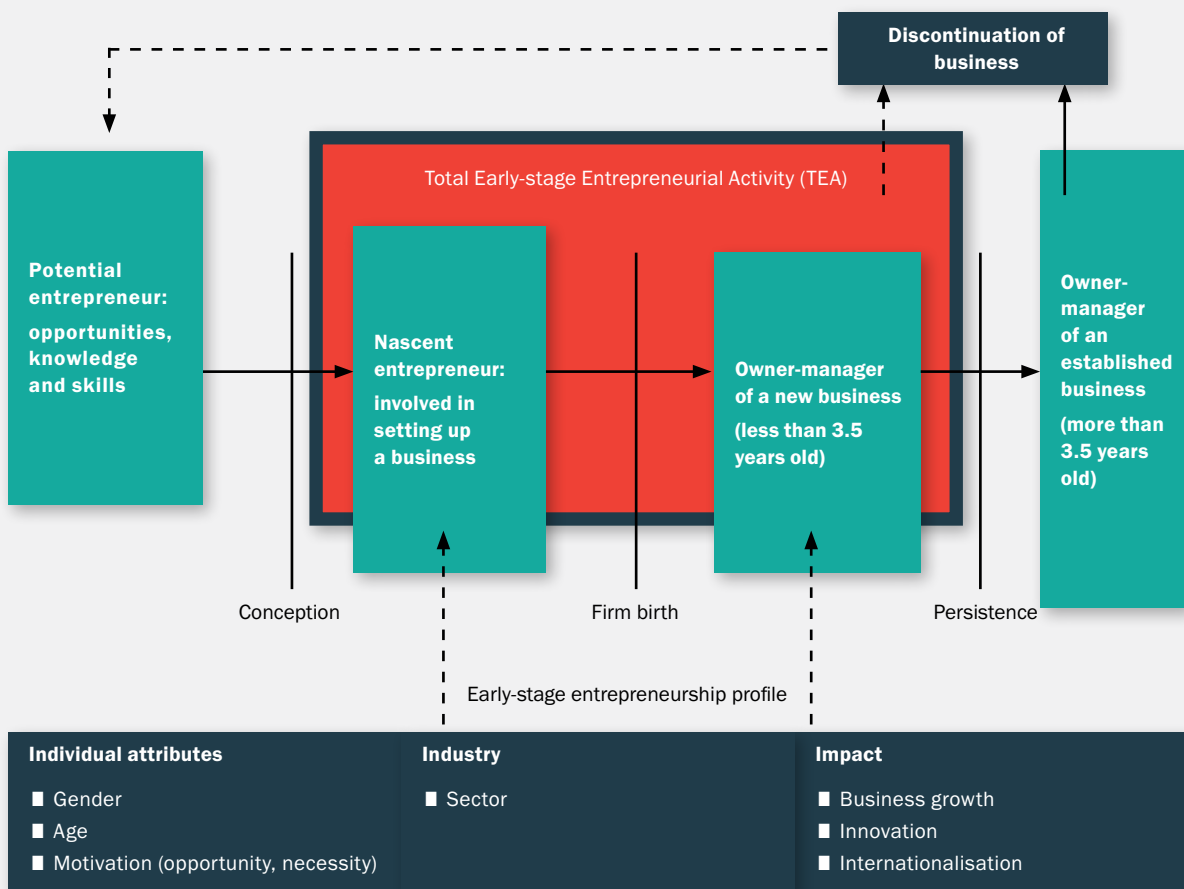 Discontinuation of
business
Total Early-stage Entrepreneurial Activity (TEA)
Potential
entrepreneur:
opportunities,
knowledge
and skills
Nascent
entrepreneur:
involved in
setting up
a business
Owner-manager
of a new business
(less than 3.5
years old)
Owner-
manager
of an
established
business
(more than
3.5 years
old)
Conception
Firm birth
Persistence
Early-stage entrepreneurship profile
Individual attributes
■ Gender
■ Age
■ Motivation (opportunity, necessity)
Industry
■ Sector
Impact
■ Business growth
■ Innovation
■ Internationalisation